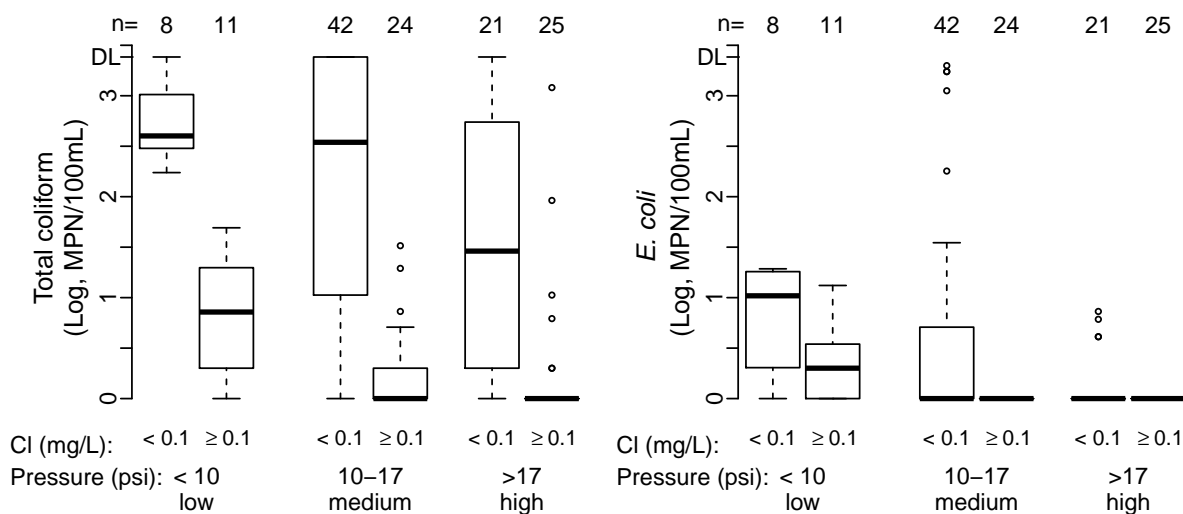 n= 8 11 42 24 21 25
DL
3
2
1
0
Total coliform
(Log, MPN/100mL)
Cl (mg/L): < 0.1 ≥ 0.1 < 0.1 ≥ 0.1 < 0.1 ≥ 0.1
Pressure (psi): < 10 10−17 >17
low medium high
n= 8 11 42 24 21 25
DL
3
2
1
0
E. coli
(Log, MPN/100mL)
Cl (mg/L): < 0.1 ≥ 0.1 < 0.1 ≥ 0.1 < 0.1 ≥ 0.1
Pressure (psi): < 10 10−17 >17
low medium high